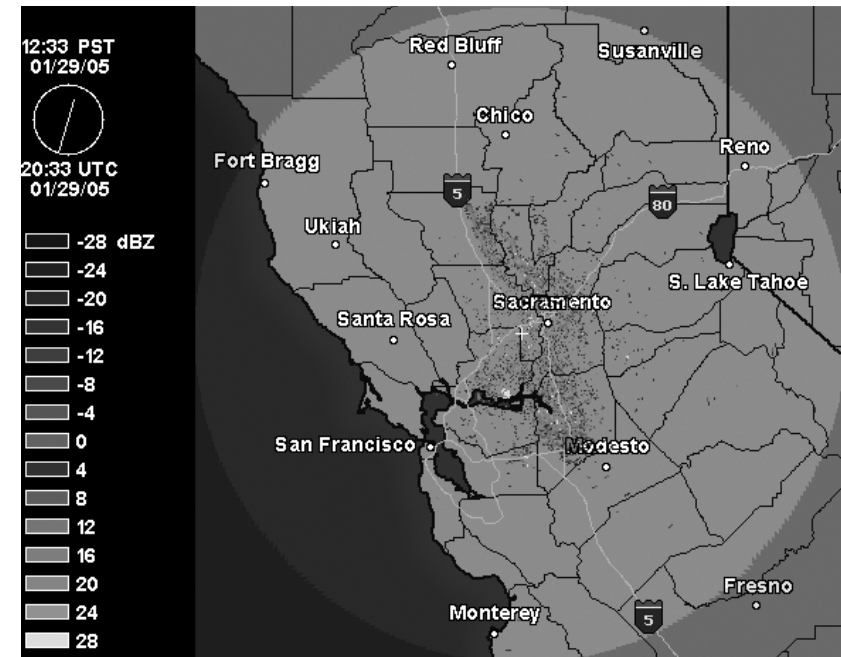 12:33 PST
01/29/05
20:33 UTC
01/29/05
-28 dBZ
-24
-20
-16
-12
-8
-4
0
4
8
12
16
20
24
28
Red Bluff
Susanville
Chico
Reno
Fort Bragg
5
80
Ukiah
S. Lake Tahoe
Sacramento
Santa Rosa
San Francisco
Modesto
Fresno
Monterey
5